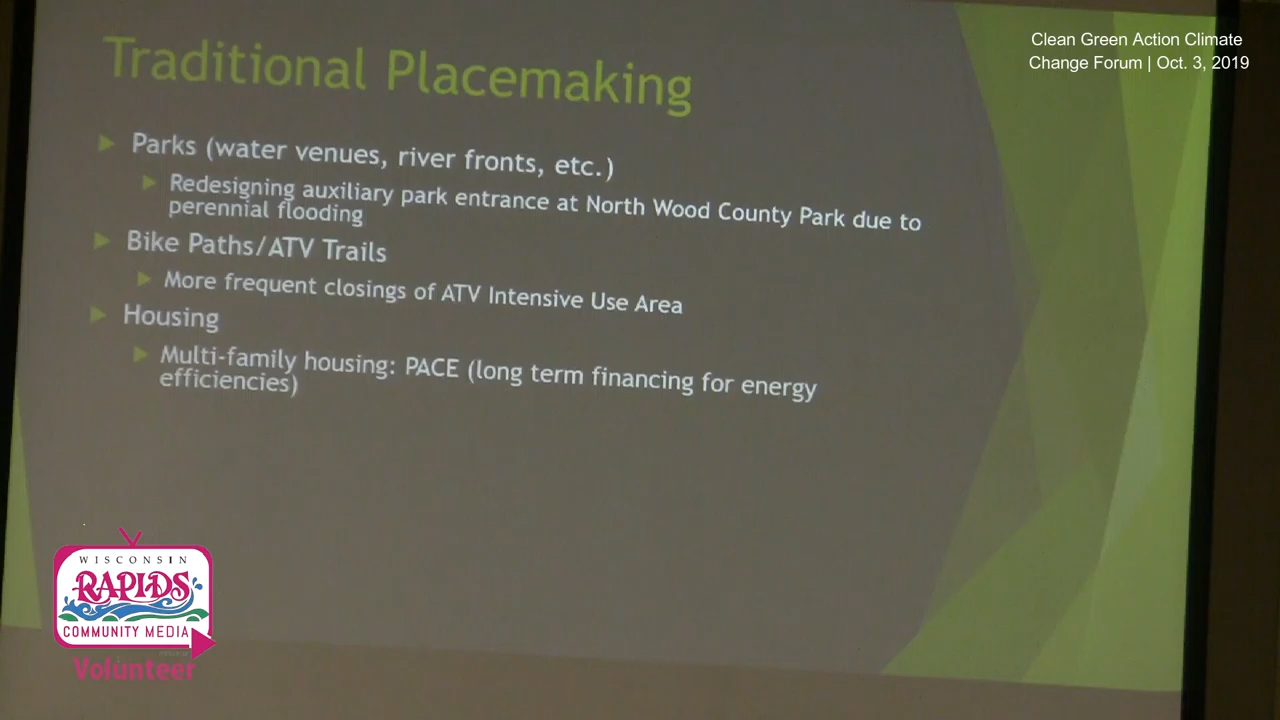 Clean Green Action Climate
Change Forum | Oct. 3, 2019
Traditional Placemaking
Parks (water venues, river fronts, etc.)
Redesigning auxiliary park entrance at North Wood County Park due to
perennial flooding
Bike Paths/ATV Trails
More frequent closings of ATV Intensive Use Area
Housing
Multi-family housing: PACE (long term financing for energy
efficiencies)
WISCONSIN
RAPIDS
COMMUNITY MEDIA
Volunteer